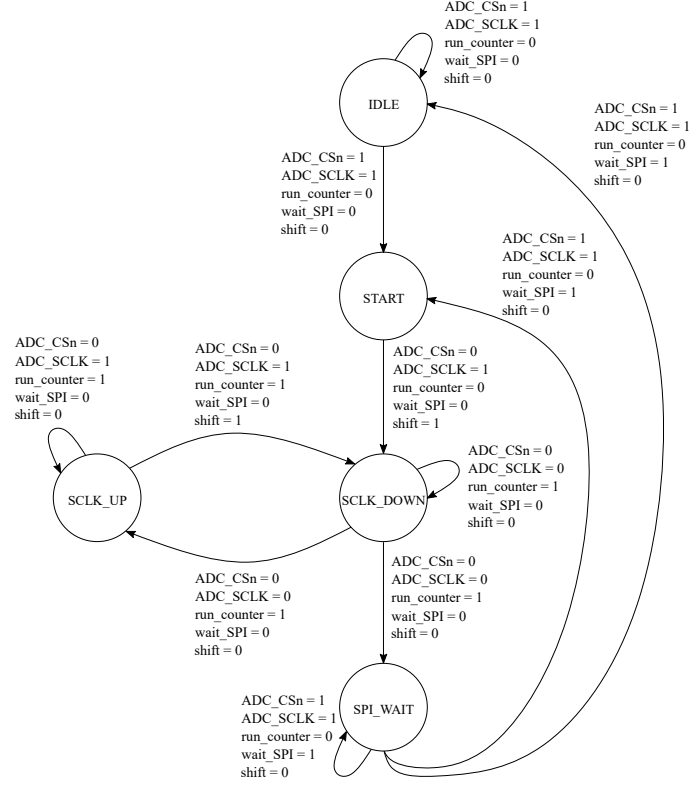 ADC_CSn = 1
ADC_SCLK = 1
run_counter = 0
wait_SPI = 0
shift = 0
IDLE
ADC_CSn = 1
ADC_SCLK = 1
run_counter = 0
wait_SPI = 1
shift = 0
ADC_CSn = 1
ADC_SCLK = 1
run_counter = 0
wait_SPI = 0
shift = 0
ADC_CSn = 1
ADC_SCLK = 1
run_counter = 0
wait_SPI = 1
shift = 0
START
ADC_CSn = 0
ADC_SCLK = 1
run_counter = 1
wait_SPI = 0
shift = 0
ADC_CSn = 0
ADC_SCLK = 1
run_counter = 1
wait_SPI = 0
shift = 1
ADC_CSn = 0
ADC_SCLK = 1
run_counter = 0
wait_SPI = 0
shift = 1
ADC_CSn = 0
ADC_SCLK = 0
run_counter = 1
wait_SPI = 0
shift = 0
SCLK_UP
SCLK_DOWN
ADC_CSn = 0
ADC_SCLK = 0
run_counter = 1
wait_SPI = 0
shift = 0
ADC_CSn = 0
ADC_SCLK = 0
run_counter = 1
wait_SPI = 0
shift = 0
SPI_WAIT
ADC_CSn = 1
ADC_SCLK = 1
run_counter = 0
wait_SPI = 1
shift = 0